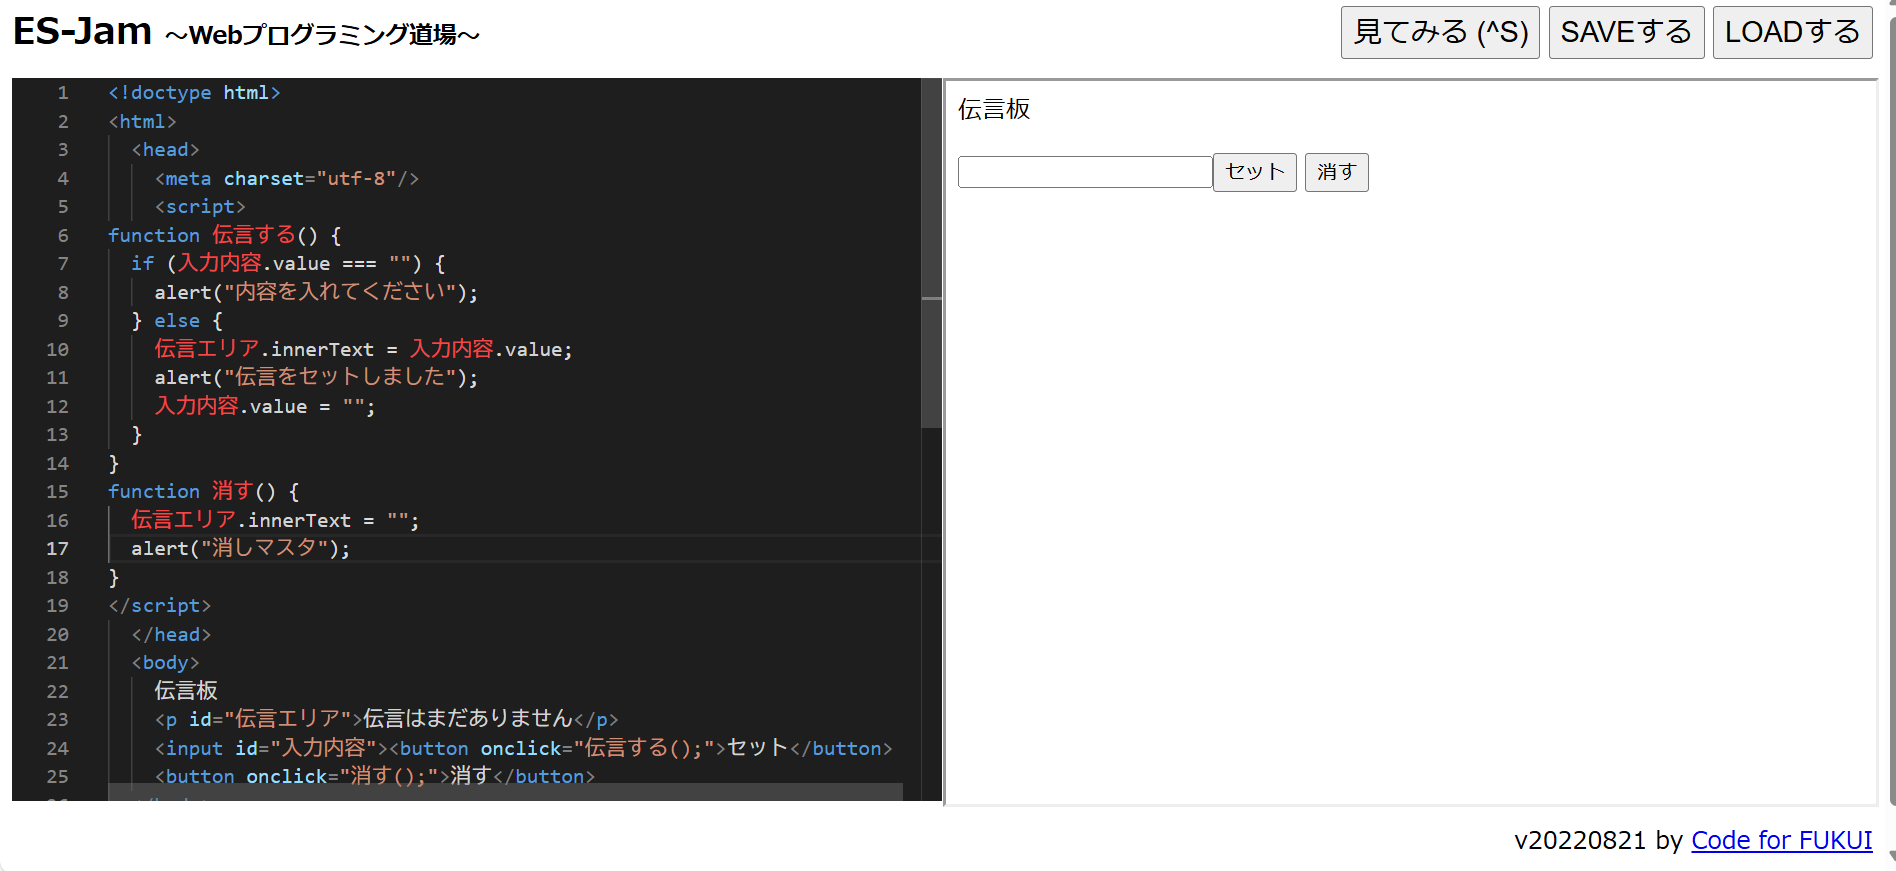 ES-Jam ～Webプログラミング道場～
見てみる (^S) SAVEする LOADする
1 <!doctype html>
2 <html>
3 <head>
4 <meta charset="utf-8"/>
5 <script>
6 function 伝言する() {
7 if (入力内容.value === "") {
8 alert("内容を入れてください");
9 } else {
10 伝言エリア.innerText = 入力内容.value;
11 alert("伝言をセットしました");
12 入力内容.value = "";
13 }
14 }
15 function 消す() {
16 伝言エリア.innerText = "";
17 alert("消しマスタ");
18 }
19 </script>
20 </head>
21 <body>
22 伝言板
23 <p id="伝言エリア">伝言はまだありません</p>
24 <input id="入力内容"><button onclick="伝言する();">セット</button>
25 <button onclick="消す();">消す</button>
伝言板
セット 消す
v20220821 by Code for FUKUI